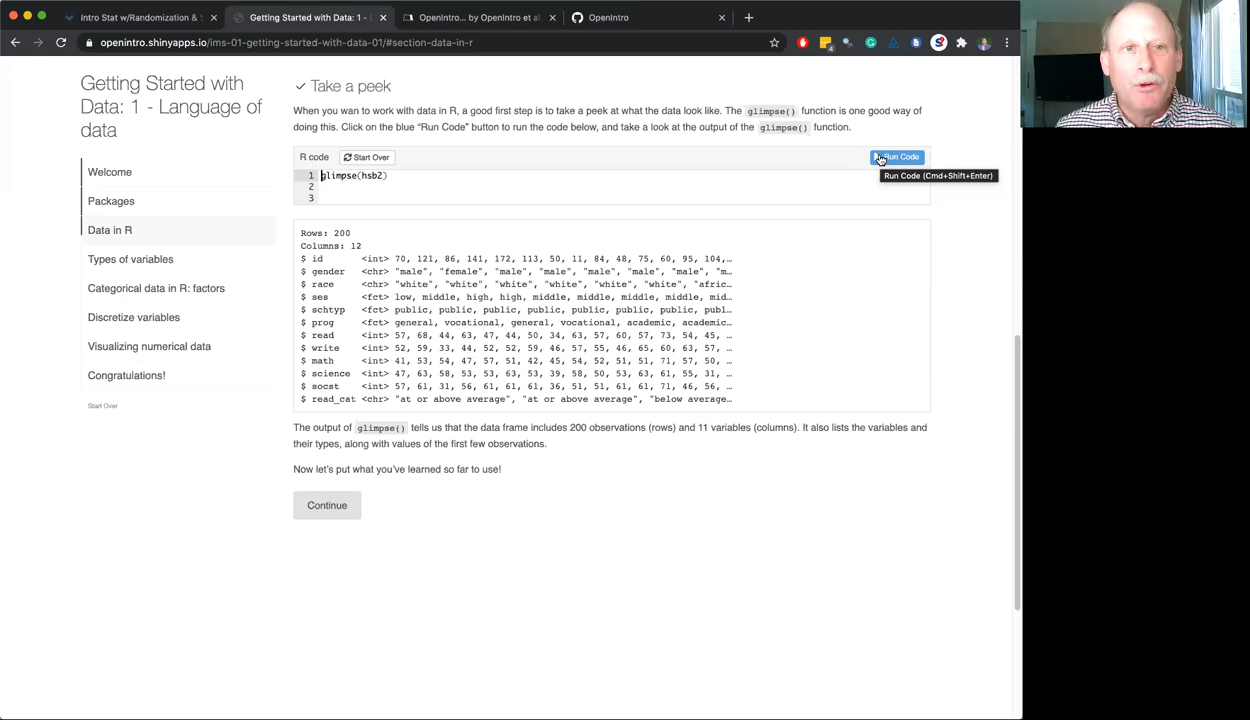 Intro Stat w/Randomization &
Getting Started with Data: 1 -
OpenIntro... by OpenIntro et al
OpenIntro
openintro.shinyapps.io/ims-01-getting-started-with-data-01/#section-data-in-r
Getting Started with
Data: 1 - Language of
data
Welcome
Packages
Data in R
Types of variables
Categorical data in R: factors
Discretize variables
Visualizing numerical data
Congratulations!
Start Over
Take a peek
When you wan to work with data in R, a good first step is to take a peek at what the data look like. The glimpse() function is one good way of
doing this. Click on the blue “Run Code” button to run the code below, and take a look at the output of the glimpse() function.
R code Start Over Run Code
Run Code (Cmd+Shift+Enter)
1 glimpse(hsb2)
2
3
Rows: 200
Columns: 12
$ id <int> 70, 121, 86, 141, 172, 113, 50, 11, 84, 48, 75, 60, 95, 104,…
$ gender <chr> "male", "female", "male", "male", "male", "male", "male", "m…
$ race <chr> "white", "white", "white", "white", "white", "white", "afric…
$ ses <fct> low, middle, high, high, middle, middle, middle, middle, mid…
$ schtyp <fct> public, public, public, public, public, public, public, publ…
$ prog <fct> general, vocational, general, vocational, academic, academic…
$ read <int> 57, 68, 44, 63, 47, 44, 50, 34, 63, 57, 60, 57, 73, 54, 45, …
$ write <int> 52, 59, 33, 44, 52, 52, 59, 46, 57, 55, 46, 65, 60, 63, 57, …
$ math <int> 41, 53, 54, 47, 57, 51, 42, 45, 54, 52, 51, 51, 71, 57, 50, …
$ science <int> 47, 63, 58, 53, 53, 63, 53, 39, 58, 50, 53, 63, 61, 55, 31, …
$ socst <int> 57, 61, 31, 56, 61, 61, 61, 36, 51, 51, 61, 61, 71, 46, 56, …
$ read_cat <chr> "at or above average", "at or above average", "below average…
The output of glimpse() tells us that the data frame includes 200 observations (rows) and 11 variables (columns). It also lists the variables and
their types, along with values of the first few observations.
Now let’s put what you’ve learned so far to use!
Continue